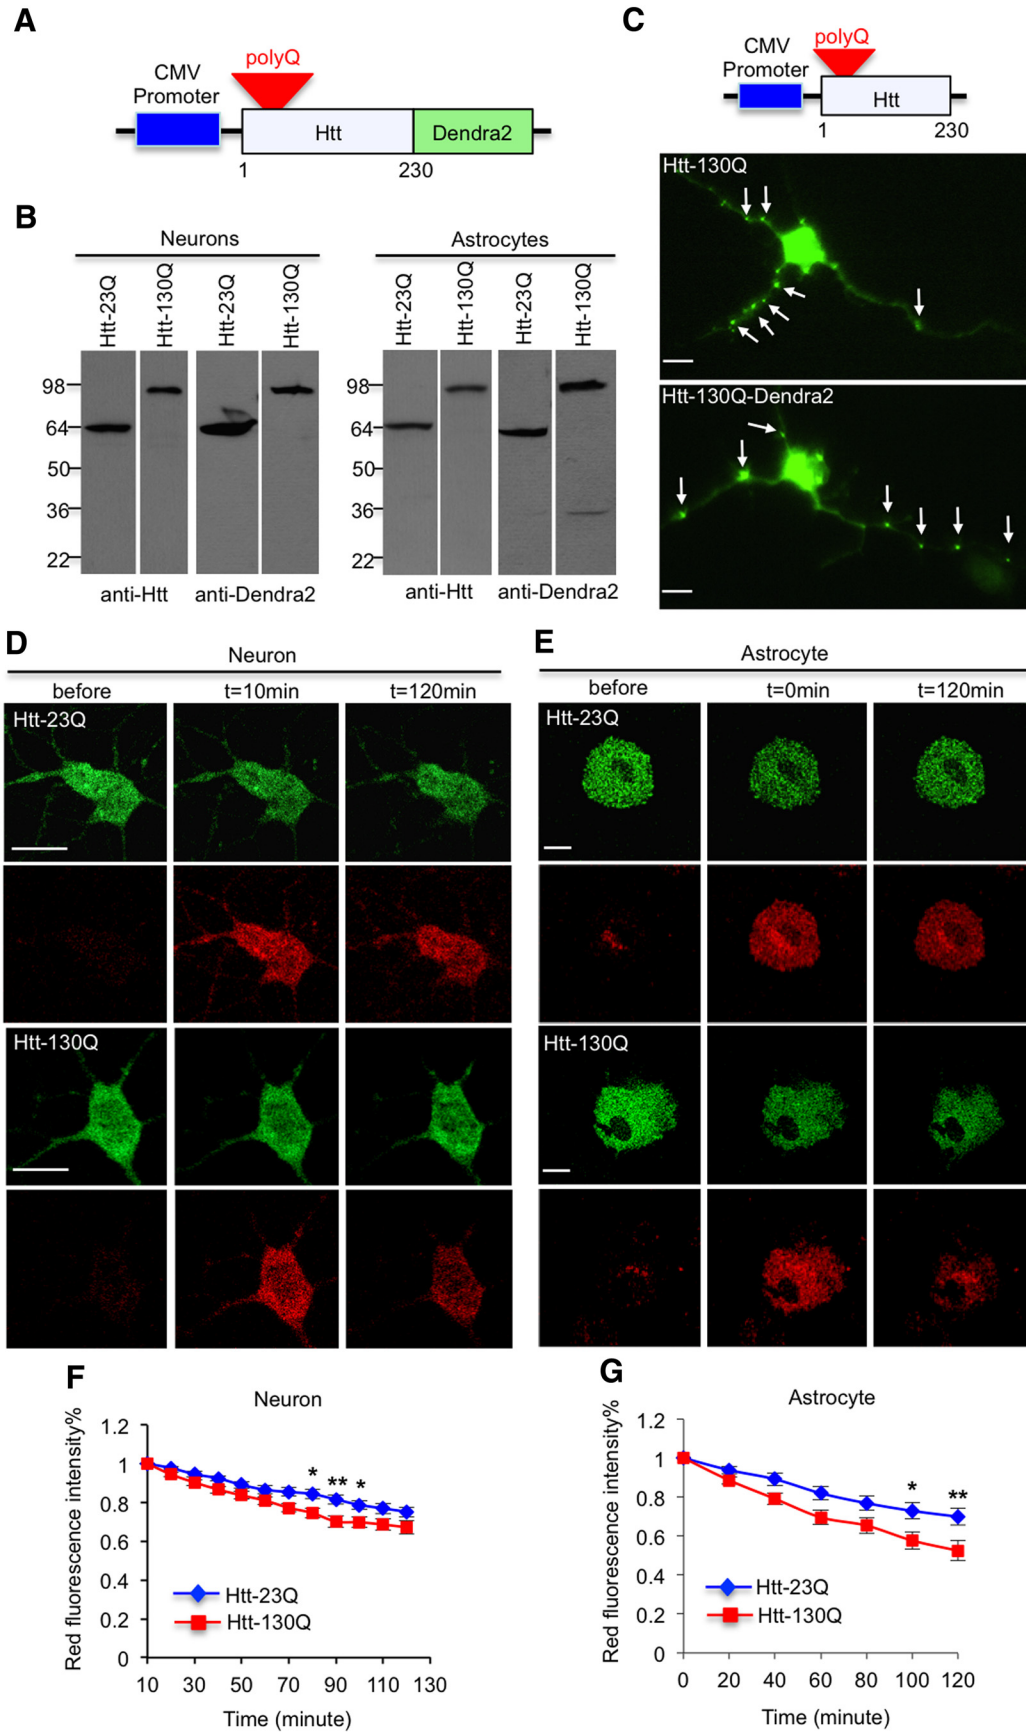 A
polyQ
CMV
Promoter
Htt
Dendra2
1
230
B
Neurons
Astrocytes
Htt-23Q
Htt-130Q
Htt-23Q
Htt-130Q
Htt-23Q
Htt-130Q
Htt-23Q
Htt-130Q
98
64
50
36
22
98
64
50
36
22
anti-Htt
anti-Dendra2
anti-Htt
anti-Dendra2
C
polyQ
CMV
Promoter
Htt
1
230
Htt-130Q
Htt-130Q-Dendra2
D
Neuron
before
t=10min
t=120min
Htt-23Q
Htt-130Q
E
Astrocyte
before
t=0min
t=120min
Htt-23Q
Htt-130Q
F
Neuron
Red fluorescence intensity%
1.2
1
0.8
0.6
0.4
0.2
0
* ** *
Htt-23Q
Htt-130Q
10 30 50 70 90 110 130
Time (minute)
G
Astrocyte
Red fluorescence intensity%
1.2
1
0.8
0.6
0.4
0.2
0
* **
Htt-23Q
Htt-130Q
0 20 40 60 80 100 120
Time (minute)